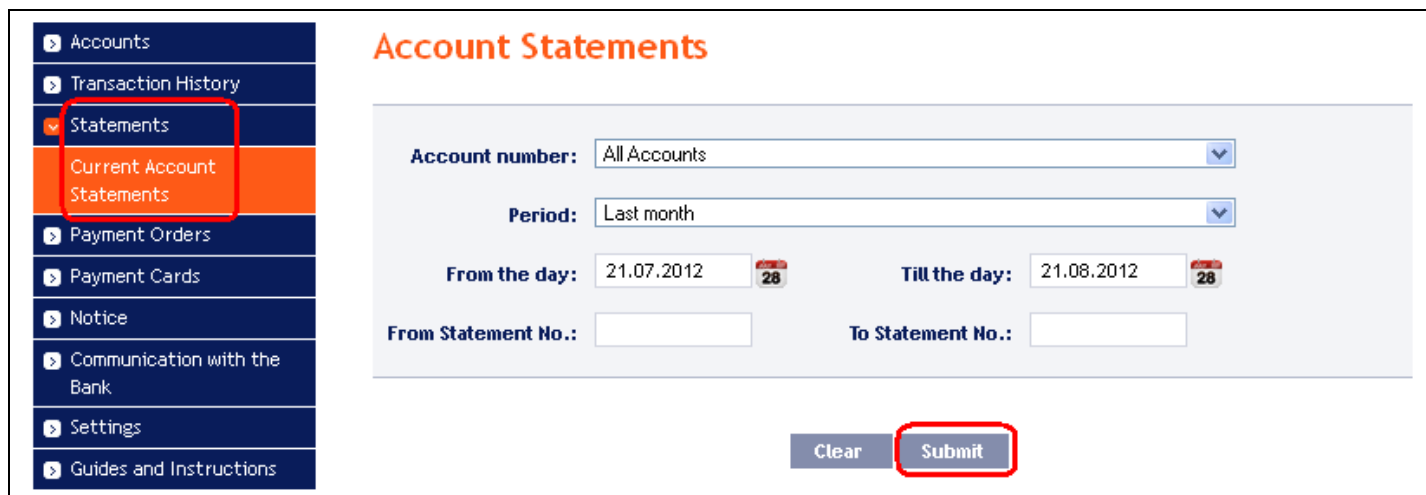 Accounts
Transaction History
Statements
Current Account
Statements
Payment Orders
Payment Cards
Notice
Communication with the
Bank
Settings
Guides and Instructions
Account Statements
Account number: All Accounts
Period: Last month
From the day: 21.07.2012 28 Till the day: 21.08.2012 28
From Statement No.: To Statement No.:
Clear Submit